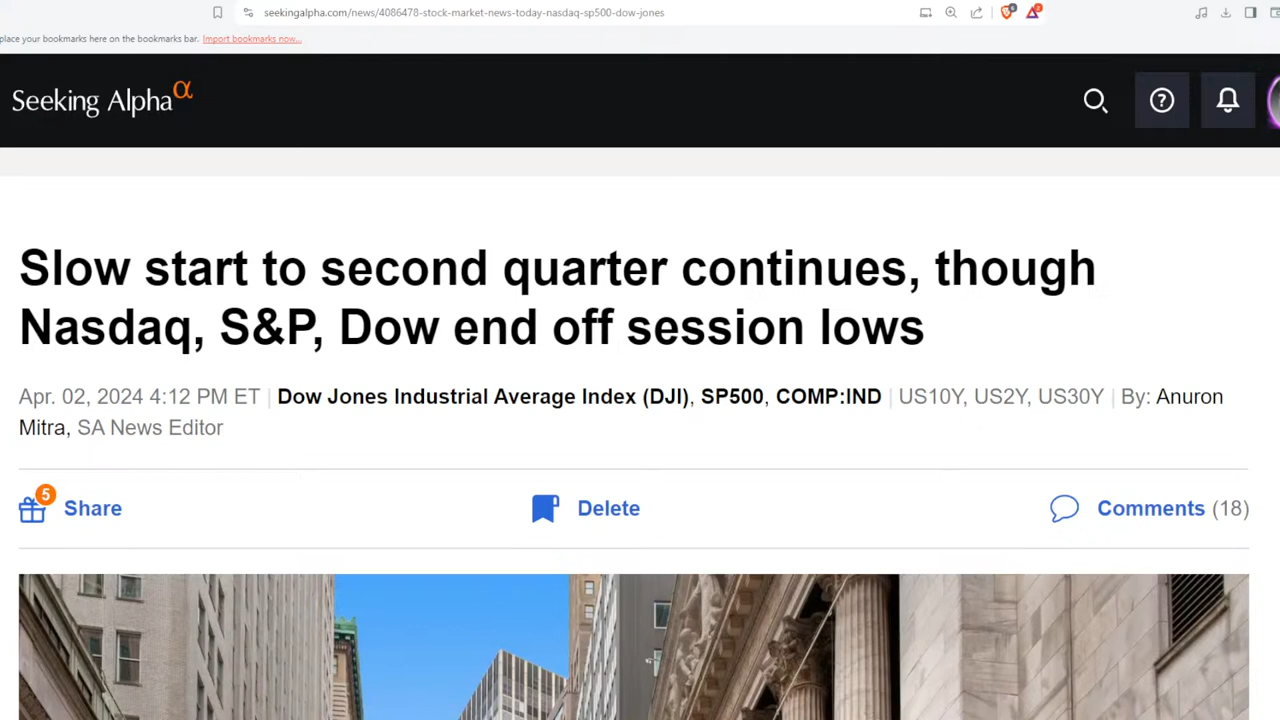 seekingalpha.com/news/4086478-stock-market-news-today-nasdaq-sp500-dow-jones
place your bookmarks here on the bookmarks bar. Import bookmarks now...
Seeking Alpha α
Slow start to second quarter continues, though
Nasdaq, S&P, Dow end off session lows
Apr. 02, 2024 4:12 PM ET | Dow Jones Industrial Average Index (DJI), SP500, COMP:IND | US10Y, US2Y, US30Y | By: Anuron
Mitra, SA News Editor
5
Share Delete Comments (18)